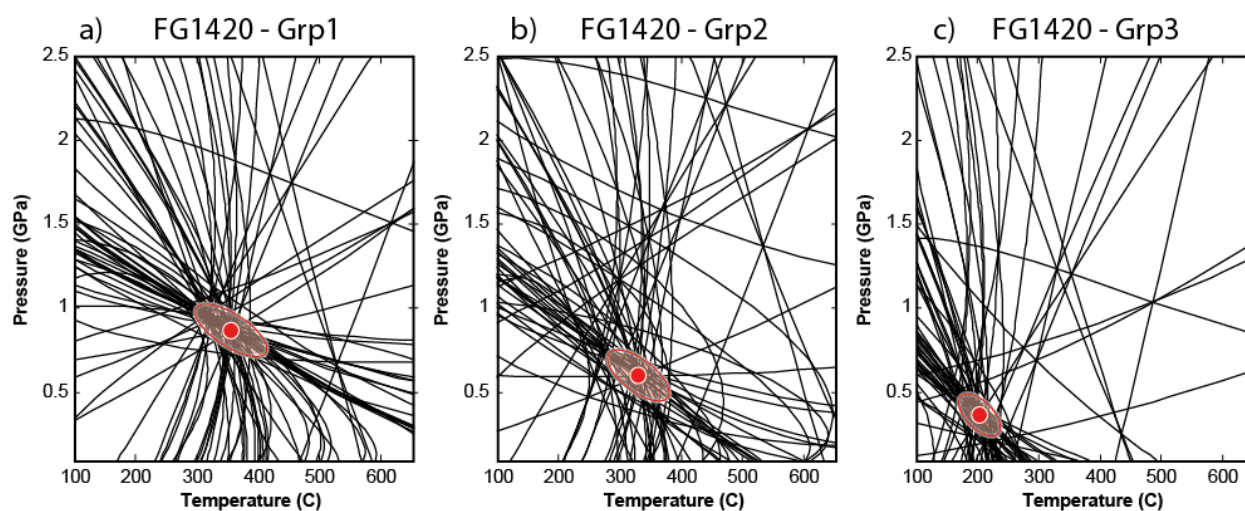 a) FG1420 - Grp1
2.5
2
1.5
1
0.5
100 200 300 400 500 600
Pressure (GPa)
Temperature (C)
b) FG1420 - Grp2
2.5
2
1.5
1
0.5
100 200 300 400 500 600
Pressure (GPa)
Temperature (C)
c) FG1420 - Grp3
2.5
2
1.5
1
0.5
100 200 300 400 500 600
Pressure (GPa)
Temperature (C)